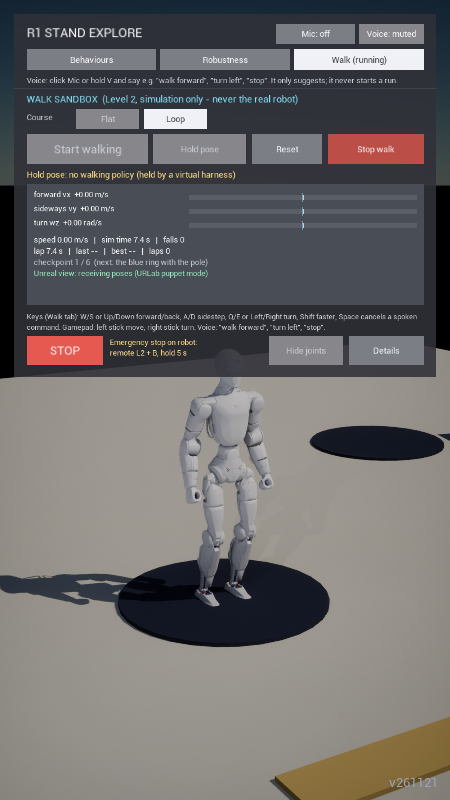 R1 STAND EXPLORE
Mic: off
Voice: muted
Behaviours
Robustness
Walk (running)
Voice: click Mic or hold V and say e.g. "walk forward", "turn left", "stop". It only suggests; it never starts a run.
WALK SANDBOX (Level 2, simulation only - never the real robot)
Course
Flat
Loop
Start walking
Hold pose
Reset
Stop walk
Hold pose: no walking policy (held by a virtual harness)
forward vx +0.00 m/s
sideways vy +0.00 m/s
turn wz +0.00 rad/s
speed 0.00 m/s | sim time 7.4 s | falls 0
lap 7.4 s | last -- | best -- | laps 0
checkpoint 1 / 6 (next: the blue ring with the pole)
Unreal view: receiving poses (URLab puppet mode)
Keys (Walk tab): W/S or Up/Down forward/back, A/D sidestep, Q/E or Left/Right turn, Shift faster, Space cancels a spoken
command. Gamepad: left stick move, right stick turn. Voice: "walk forward", "turn left", "stop".
STOP
Emergency stop on robot:
remote L2 + B, hold 5 s
Hide joints
Details
v261121